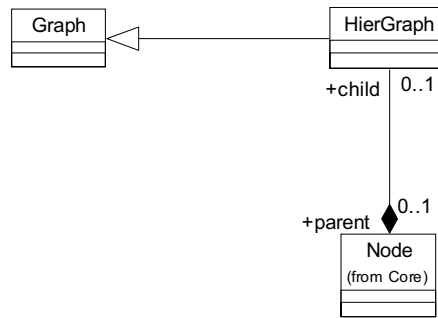 Graph
HierGraph
+child
0..1
0..1
+parent
Node
(from Core)